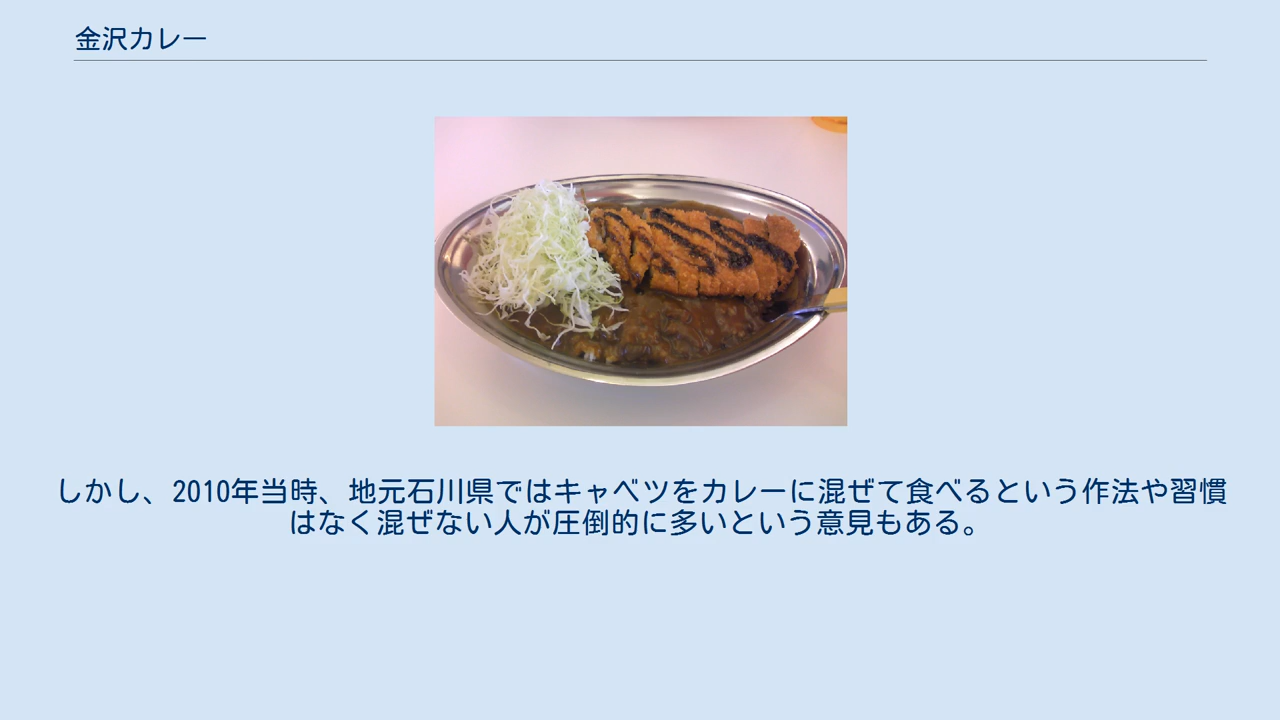 金沢カレー
しかし、2010年当時、地元石川県ではキャベツをカレーに混ぜて食べるという作法や習慣
はなく混ぜない人が圧倒的に多いという意見もある。